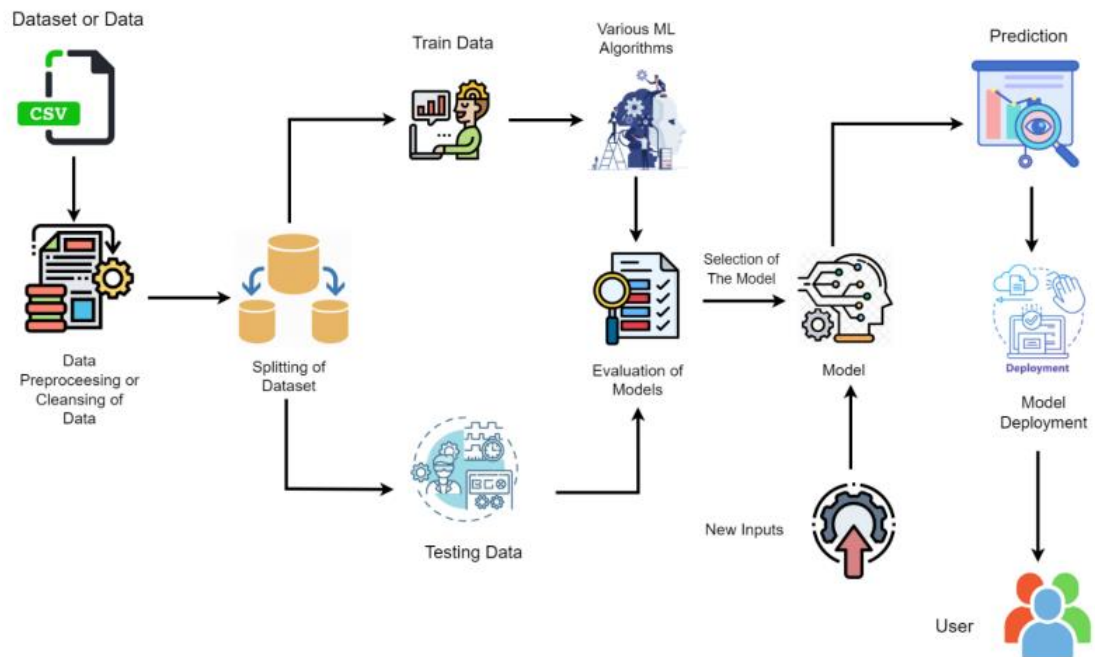 Dataset or Data
CSV
Data
Preproceesing or
Cleansing of
Data
Splitting of
Dataset
Train Data
Testing Data
Various ML
Algorithms
Evaluation of
Models
Selection of
The Model
Model
New Inputs
Prediction
Deployment
Model
Deployment
User